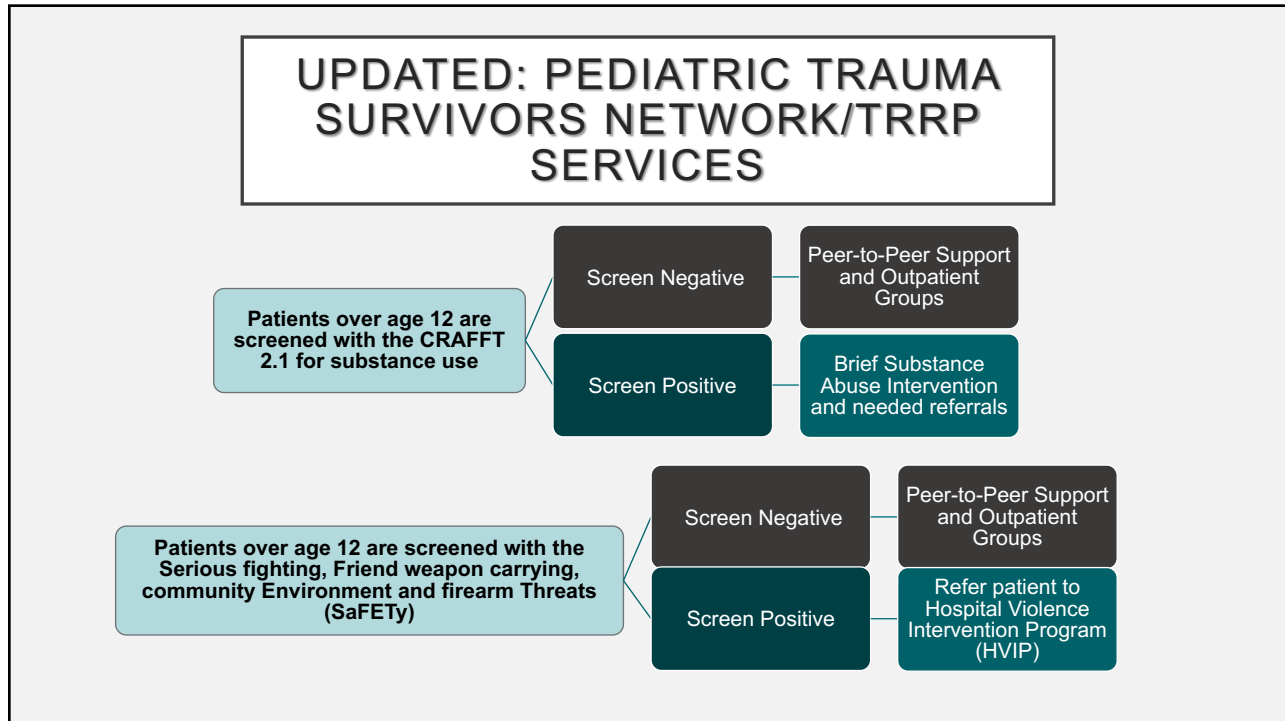 UPDATED: PEDIATRIC TRAUMA
SURVIVORS NETWORK/TRRP
SERVICES
Patients over age 12 are
screened with the CRAFFT
2.1 for substance use
Screen Negative
Peer-to-Peer Support
and Outpatient
Groups
Screen Positive
Brief Substance
Abuse Intervention
and needed referrals
Patients over age 12 are screened with the
Serious fighting, Friend weapon carrying,
community Environment and firearm Threats
(SaFETy)
Screen Negative
Peer-to-Peer Support
and Outpatient
Groups
Screen Positive
Refer patient to
Hospital Violence
Intervention Program
(HVIP)